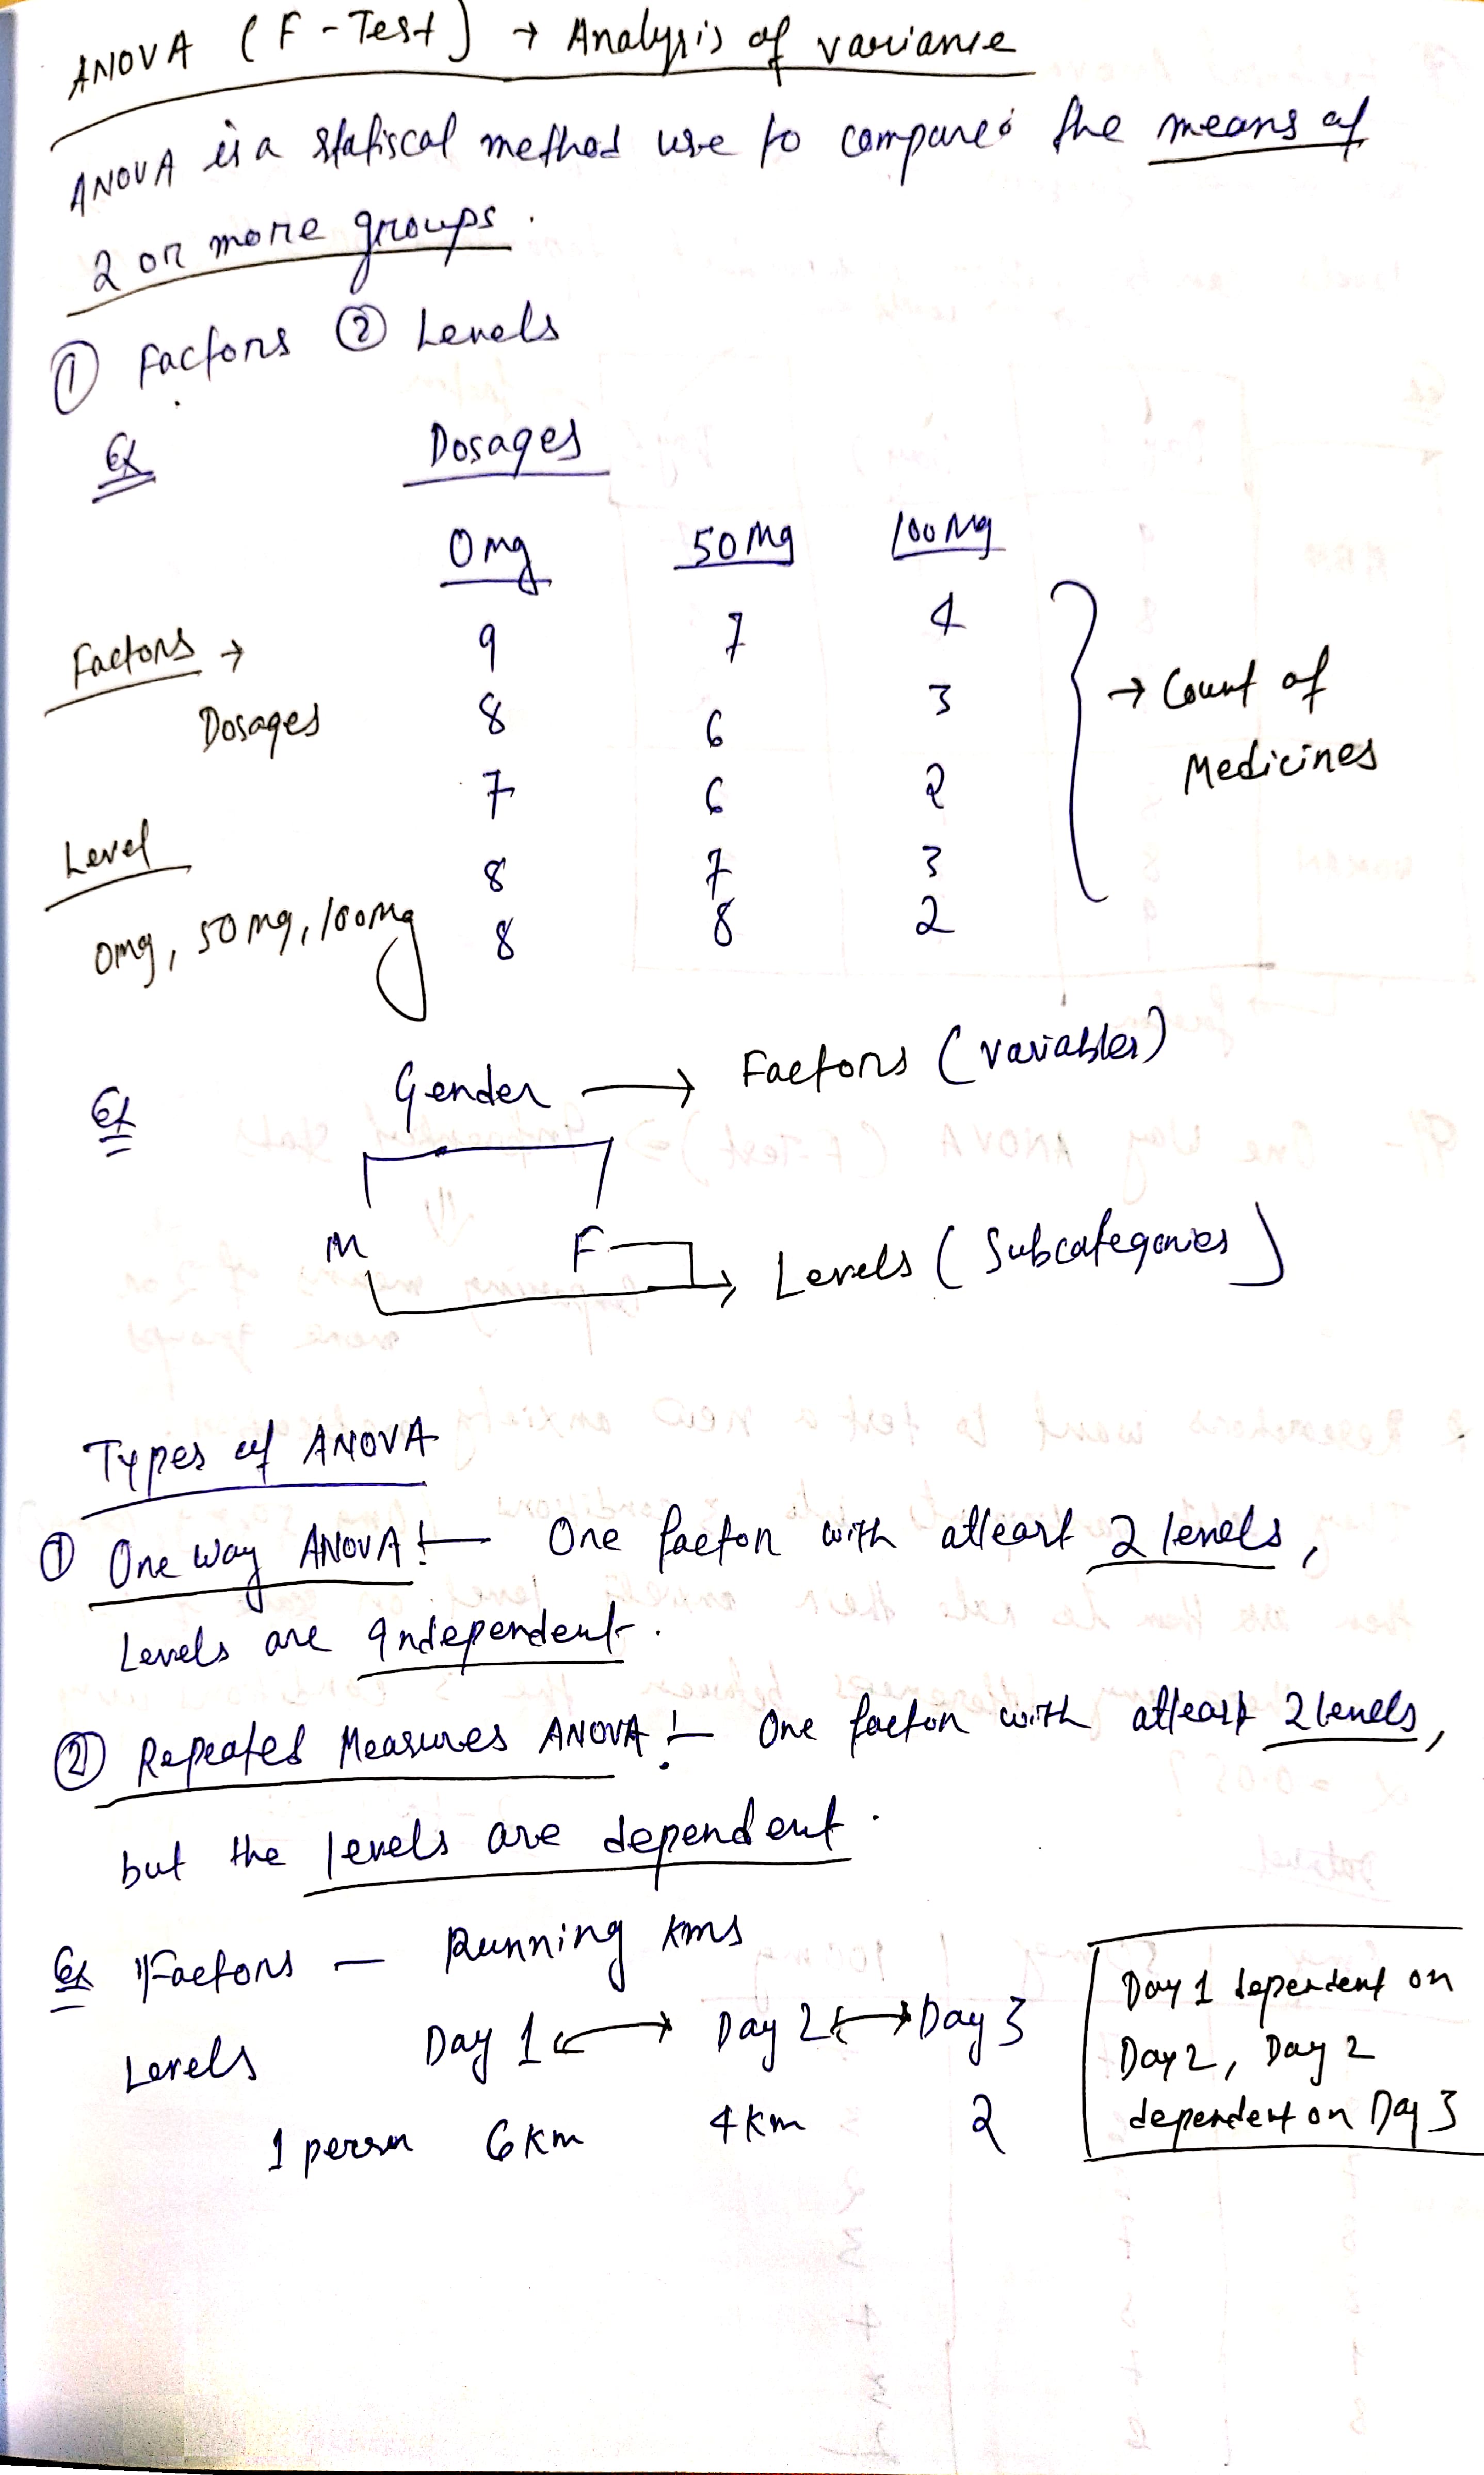 ANOVA (F-Test) → Analysis of variance
ANOVA is a statiscal method use to compares the means of
2 or more groups.
① Factors ② Levels
Ex Dosages
0mg 50Mg 100Mg
9 7 4
Factors →
Dosages 8 6 3 → Count of
7 6 2 Medicines
Level
8 7 3
0mg, 50mg, 100Mg 8 8 2
Ex Gender → Factors (Variables)
M F → Levels (Subcategories)
Types of ANOVA
① One Way ANOVA :- One factor with atleast 2 levels,
Levels are Independent.
② Repeated Measures ANOVA :- One factor with atleast 2 levels,
but the levels are dependent.
Ex Factors - Running kms
Levels Day 1 ↔ Day 2 ↔ Day 3
1 person 6km 4km 2
Day 1 dependent on
Day 2, Day 2
dependent on Day 3